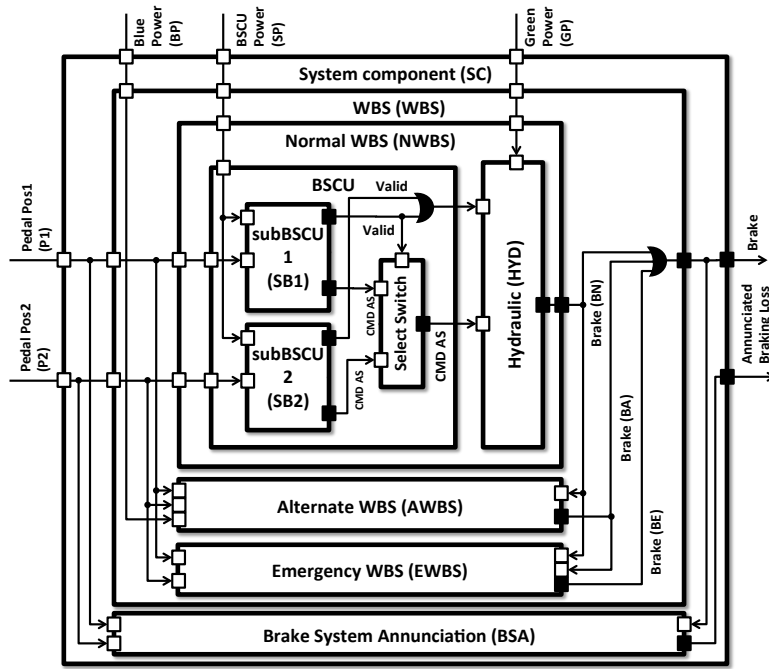 Blue
Power
(BP)
BSCU
Power
(SP)
Green
Power
(GP)
System component (SC)
WBS (WBS)
Normal WBS (NWBS)
BSCU
Valid
Valid
Pedal Pos1
(P1)
subBSCU
1
(SB1)
Select Switch
CMD AS
CMD AS
CMD AS
Hydraulic (HYD)
Brake
Annunciated
Braking Loss
Pedal Pos2
(P2)
subBSCU
2
(SB2)
Brake (BN)
Brake (BA)
Brake (BE)
Alternate WBS (AWBS)
Emergency WBS (EWBS)
Brake System Annunciation (BSA)